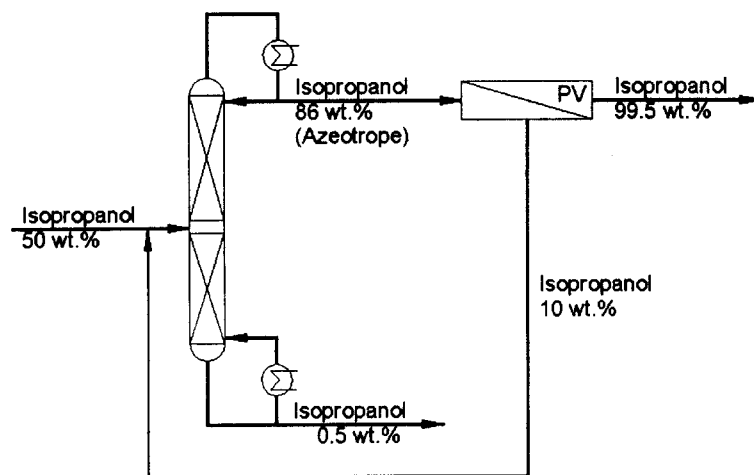 Isopropanol
86 wt.%
(Azeotrope)
PV
Isopropanol
99.5 wt.%
Isopropanol
50 wt.%
Isopropanol
10 wt.%
Isopropanol
0.5 wt.%